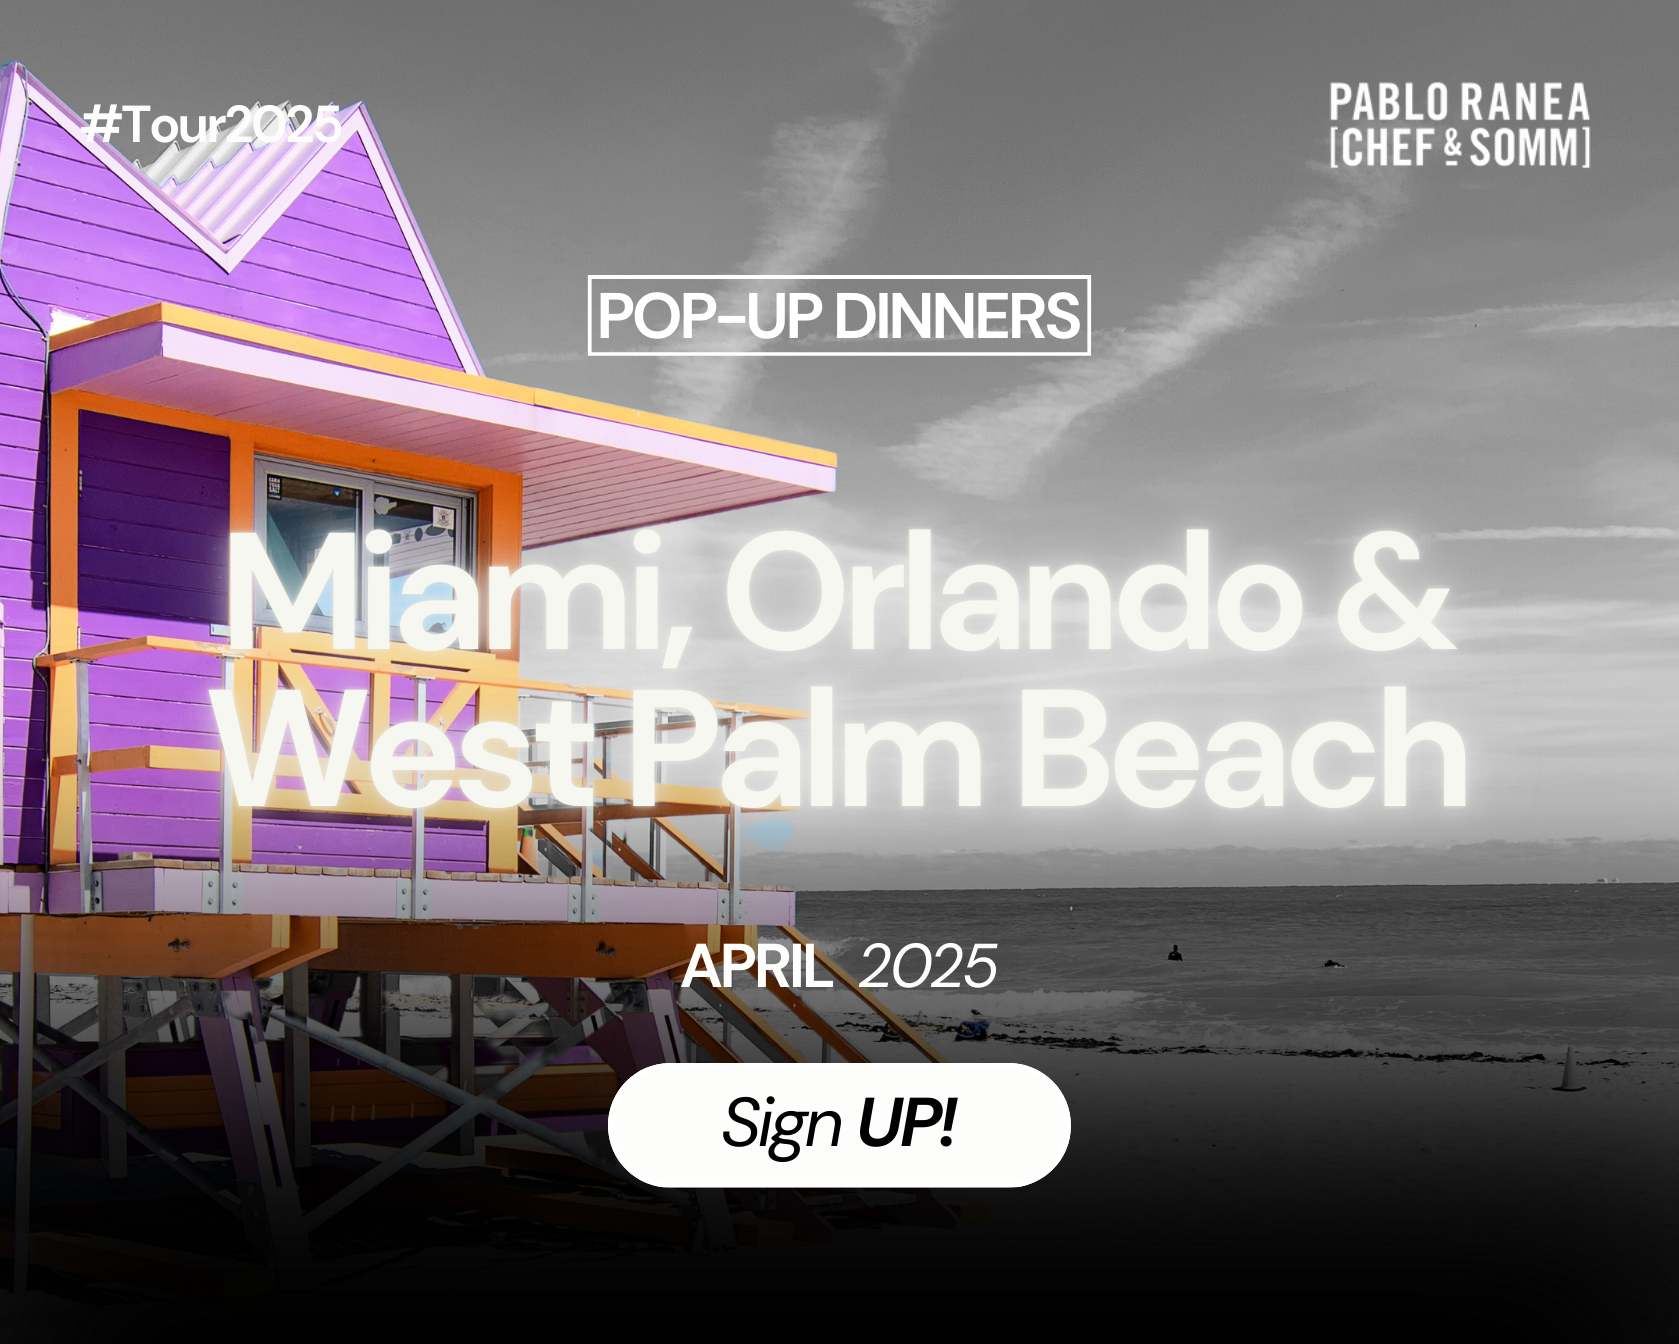 #Tour2025
PABLO RANEA
[CHEF & SOMM]
POP-UP DINNERS
Miami, Orlando &
West Palm Beach
APRIL 2025
Sign UP!